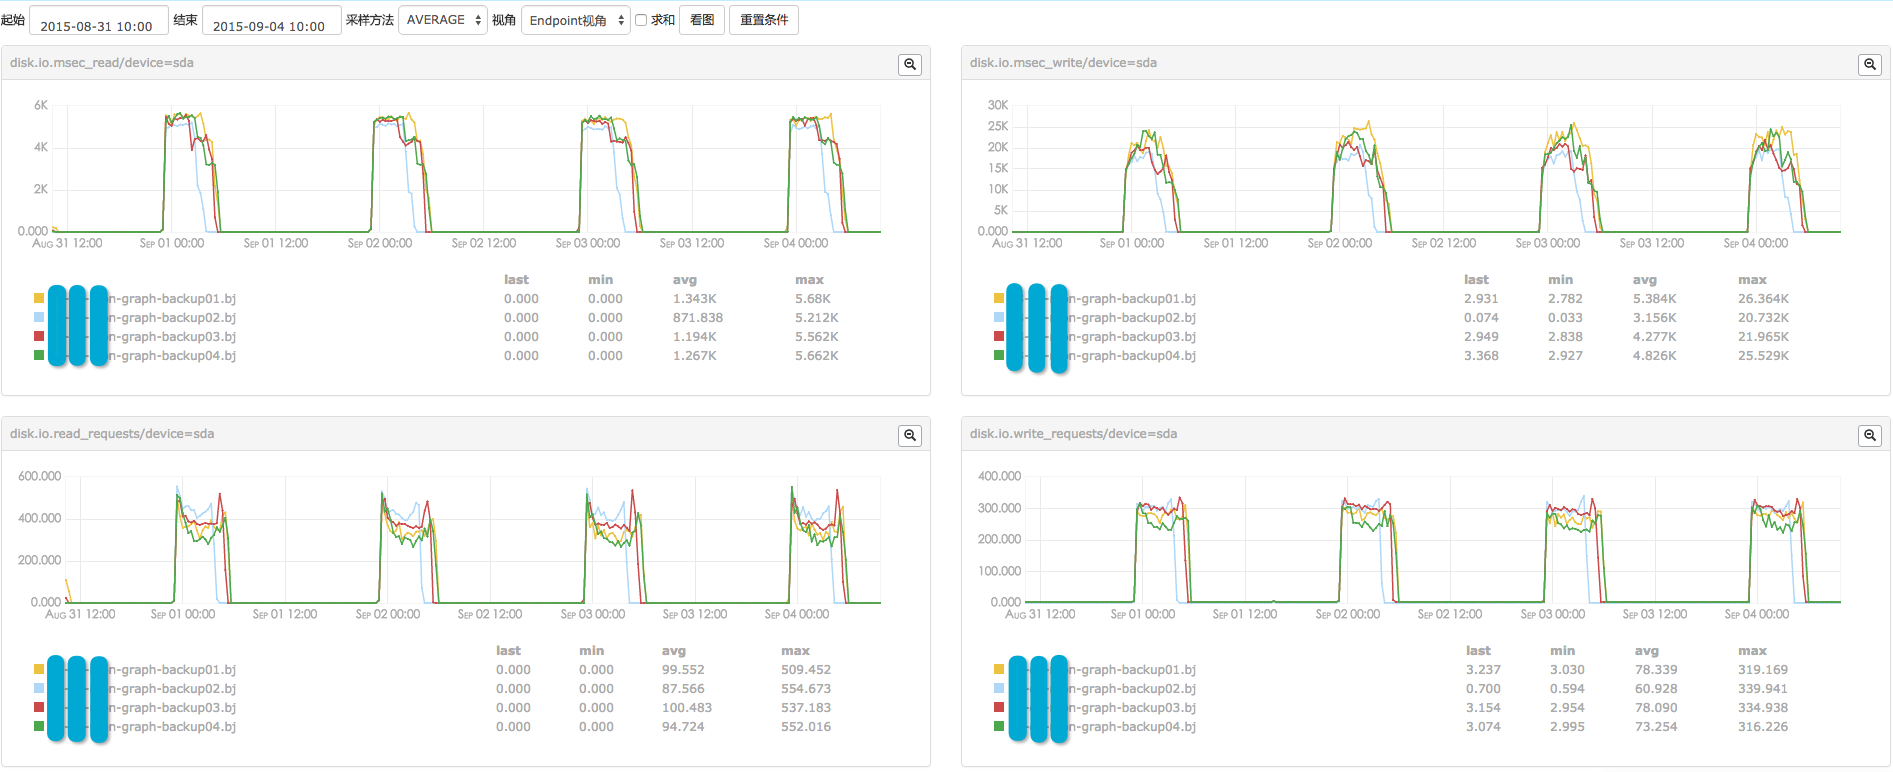 起始 2015-08-31 10:00 结束 2015-09-04 10:00 采样方法 AVERAGE 视角 Endpoint视角 求和 看图 重置条件
disk.io.msec_read/device=sda
6K
4K
2K
0.000
Aug 31 12:00 Sep 01 00:00 Sep 01 12:00 Sep 02 00:00 Sep 02 12:00 Sep 03 00:00 Sep 03 12:00 Sep 04 00:00
last min avg max
n-graph-backup01.bj 0.000 0.000 1.343K 5.68K
n-graph-backup02.bj 0.000 0.000 871.838 5.212K
n-graph-backup03.bj 0.000 0.000 1.194K 5.562K
n-graph-backup04.bj 0.000 0.000 1.267K 5.662K
disk.io.msec_write/device=sda
30K
25K
20K
15K
10K
5K
0.000
Aug 31 12:00 Sep 01 00:00 Sep 01 12:00 Sep 02 00:00 Sep 02 12:00 Sep 03 00:00 Sep 03 12:00 Sep 04 00:00
last min avg max
n-graph-backup01.bj 2.931 2.782 5.384K 26.364K
n-graph-backup02.bj 0.074 0.033 3.156K 20.732K
n-graph-backup03.bj 2.949 2.838 4.277K 21.965K
n-graph-backup04.bj 3.368 2.927 4.826K 25.529K
disk.io.read_requests/device=sda
600.000
400.000
200.000
0.000
Aug 31 12:00 Sep 01 00:00 Sep 01 12:00 Sep 02 00:00 Sep 02 12:00 Sep 03 00:00 Sep 03 12:00 Sep 04 00:00
last min avg max
n-graph-backup01.bj 0.000 0.000 99.552 509.452
n-graph-backup02.bj 0.000 0.000 87.566 554.673
n-graph-backup03.bj 0.000 0.000 100.483 537.183
n-graph-backup04.bj 0.000 0.000 94.724 552.016
disk.io.write_requests/device=sda
400.000
300.000
200.000
100.000
0.000
Aug 31 12:00 Sep 01 00:00 Sep 01 12:00 Sep 02 00:00 Sep 02 12:00 Sep 03 00:00 Sep 03 12:00 Sep 04 00:00
last min avg max
n-graph-backup01.bj 3.237 3.030 78.339 319.169
n-graph-backup02.bj 0.700 0.594 60.928 339.941
n-graph-backup03.bj 3.154 2.954 78.090 334.938
n-graph-backup04.bj 3.074 2.995 73.254 316.226